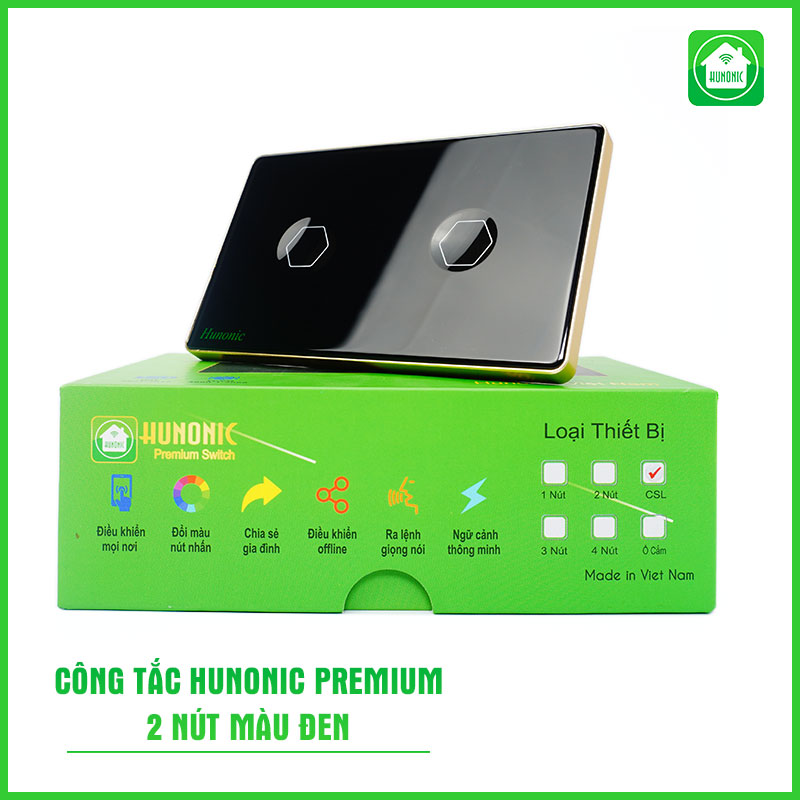 HUNONIC
Hunonic
HUNONIC
HUNONIC
Premium Switch
Điều khiển
mọi nơi
Đổi màu
nút nhấn
Chia sẻ
gia đình
Điều khiển
offline
Ra lệnh
giọng nói
Ngữ cảnh
thông minh
Loại Thiết Bị
1 Nút
2 Nút
CSL
3 Nút
4 Nút
Ổ Cắm
Made in Viet Nam
CÔNG TẮC HUNONIC PREMIUM
2 NÚT MÀU ĐEN